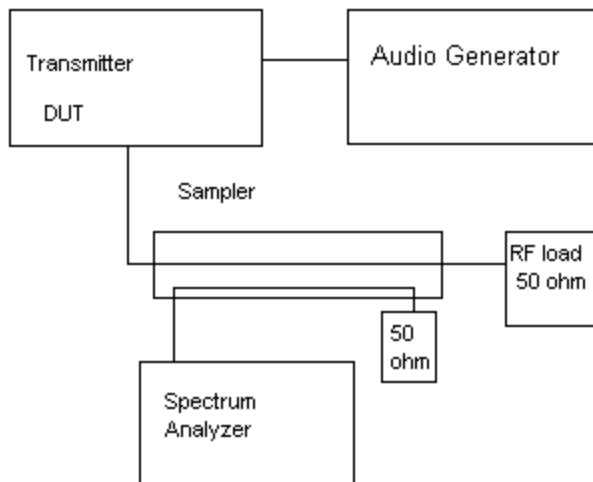 Transmitter
DUT
Audio Generator
Sampler
RF load
50 ohm
50
ohm
Spectrum
Analyzer